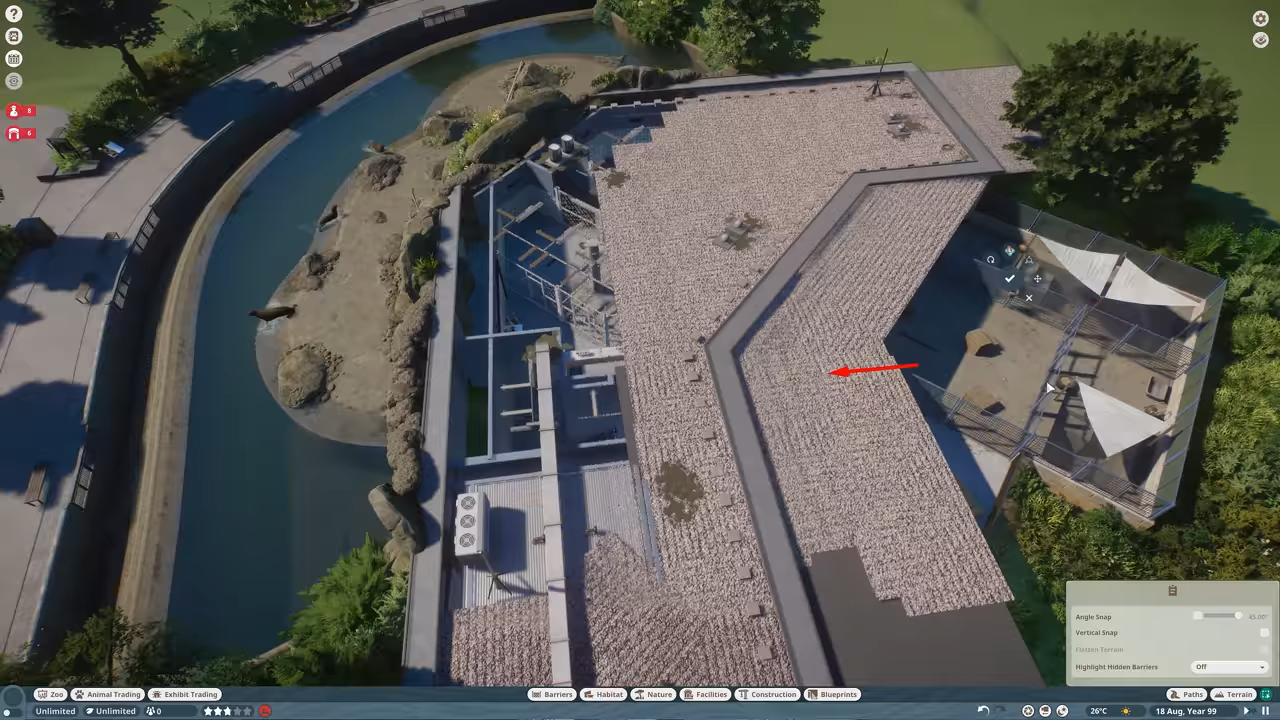 ?
8
6
Angle Snap
45.00°
Vertical Snap
Flatten Terrain
Highlight Hidden Barriers
Off
Zoo
Animal Trading
Exhibit Trading
Barriers
Habitat
Nature
Facilities
Construction
Blueprints
Paths
Terrain
Unlimited
Unlimited
0
26°C
18 Aug, Year 99